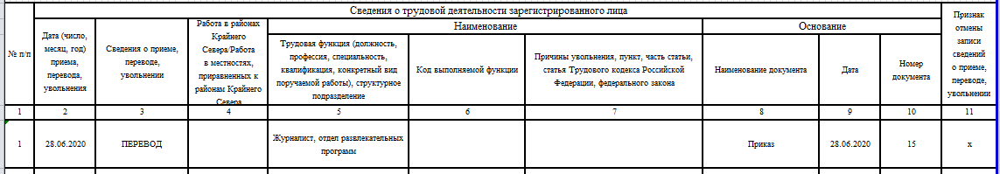 Сведения о трудовой деятельности зарегистрированного лица
№ п/п
Дата (число,
месяц, год)
приема,
перевода,
увольнения
Сведения о приеме,
переводе,
увольнении
Работа в районах
Крайнего
Севера/Работа
в местностях,
приравненных к
районам Крайнего
Севера
Наименование
Трудовая функция (должность,
профессия, специальность,
квалификация, конкретный вид
поручаемой работы), структурное
подразделение
Код выполняемой функции
Причины увольнения, пункт, часть статьи,
статья Трудового кодекса Российской
Федерации, федерального закона
Основание
Наименование документа
Дата
Номер
документа
Признак
отмены
записи
сведений
о приеме,
переводе,
увольнении
1 2 3 4 5 6 7 8 9 10 11
1 28.06.2020 ПЕРЕВОД Журналист, отдел развлекательных
программ
Приказ 28.06.2020 15 х